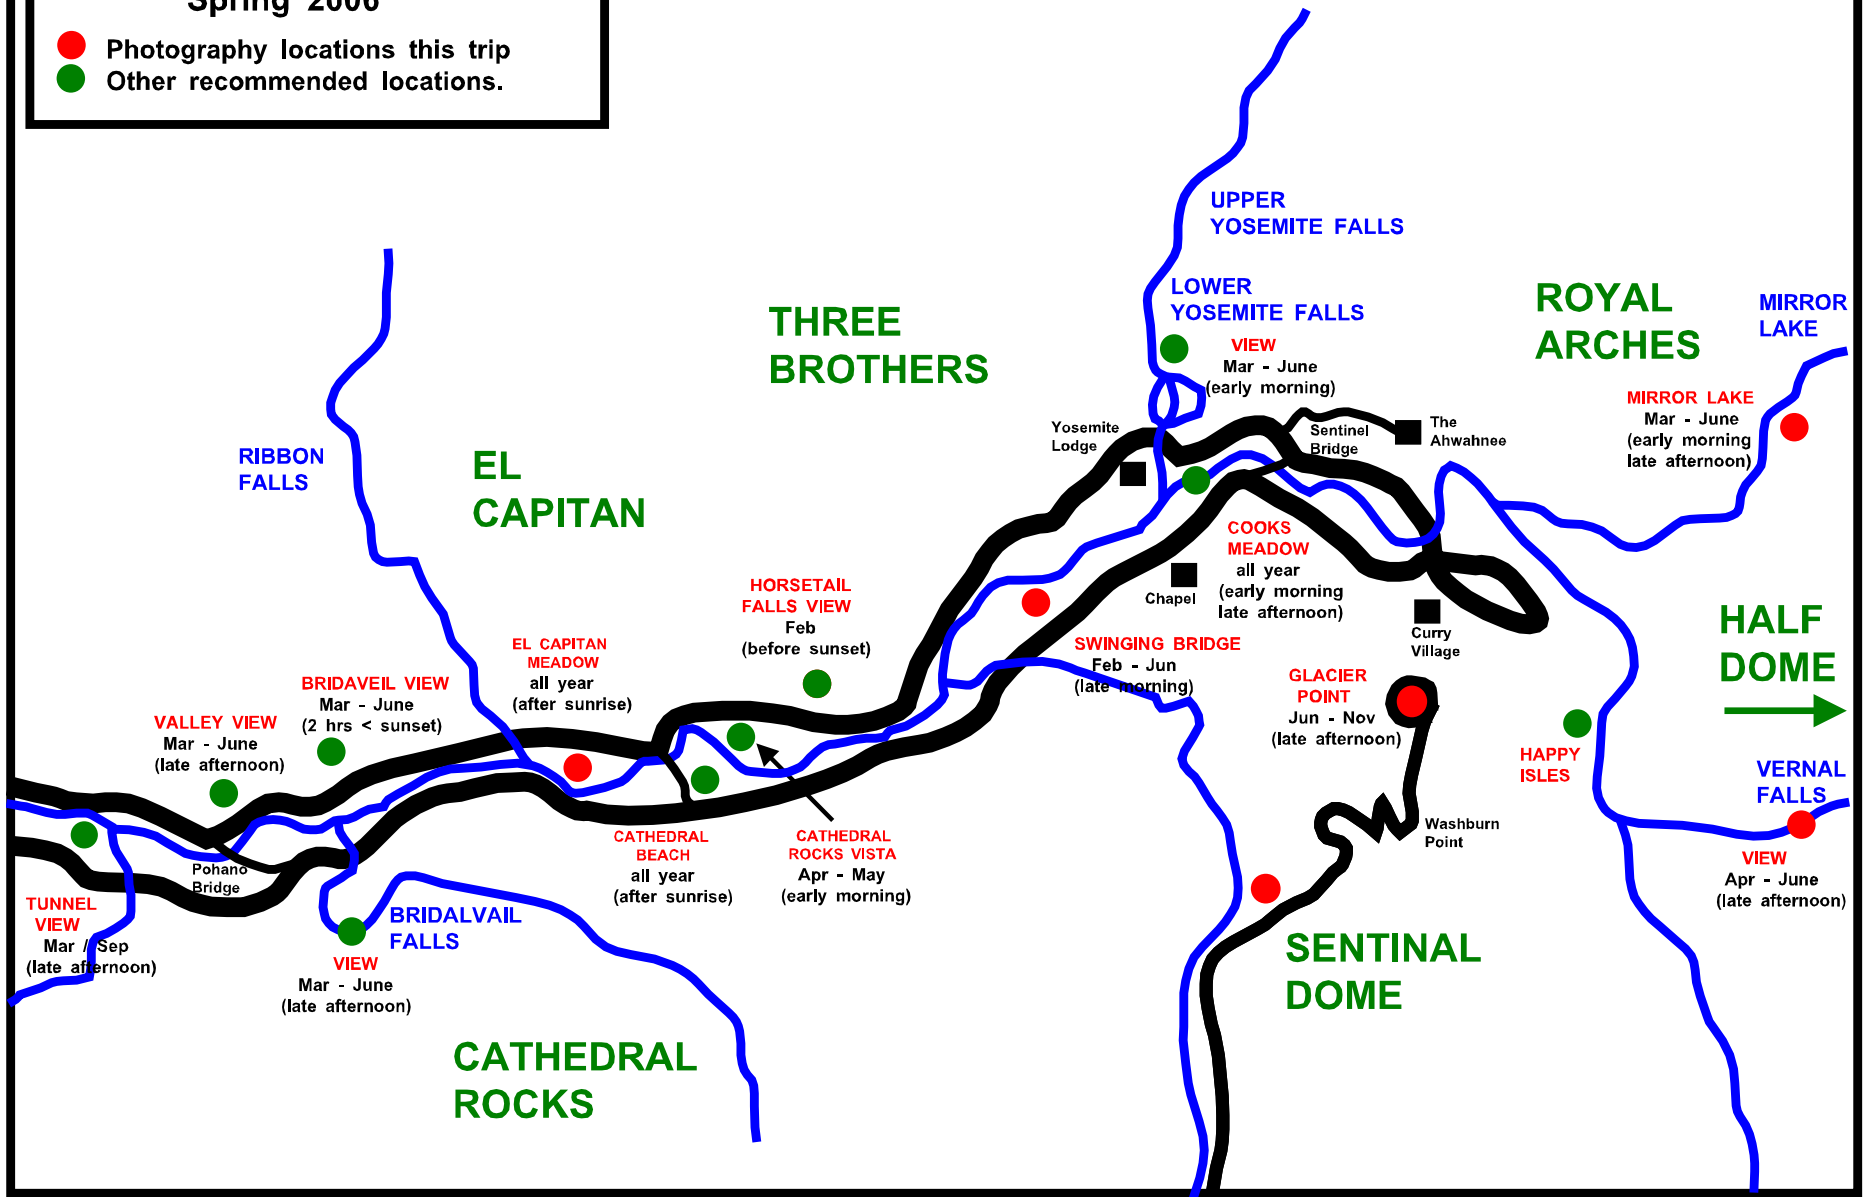 Spring 2006
Photography locations this trip
Other recommended locations.
UPPER
YOSEMITE FALLS
LOWER
YOSEMITE FALLS
VIEW
Mar - June
(early morning)
THREE
BROTHERS
ROYAL
ARCHES
MIRROR
LAKE
MIRROR LAKE
Mar - June
(early morning
late afternoon)
RIBBON
FALLS
EL
CAPITAN
Yosemite
Lodge
Sentinel
Bridge
The
Ahwahnee
COOKS
MEADOW
all year
(early morning
late afternoon)
Chapel
Curry
Village
HALF
DOME
HORSETAIL
FALLS VIEW
Feb
(before sunset)
EL CAPITAN
MEADOW
all year
(after sunrise)
BRIDAVEIL VIEW
Mar - June
(2 hrs < sunset)
VALLEY VIEW
Mar - June
(late afternoon)
SWINGING BRIDGE
Feb - Jun
(late morning)
GLACIER
POINT
Jun - Nov
(late afternoon)
HAPPY
ISLES
VERNAL
FALLS
VIEW
Apr - June
(late afternoon)
Washburn
Point
Pohano
Bridge
TUNNEL
VIEW
Mar / Sep
(late afternoon)
CATHEDRAL
BEACH
all year
(after sunrise)
CATHEDRAL
ROCKS VISTA
Apr - May
(early morning)
BRIDALVAIL
FALLS
VIEW
Mar - June
(late afternoon)
SENTINAL
DOME
CATHEDRAL
ROCKS